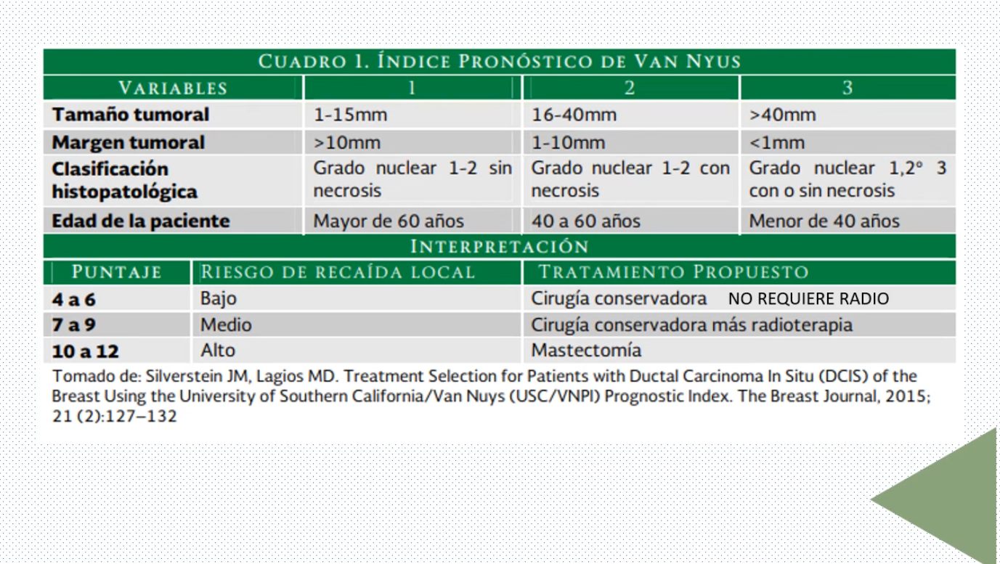 CUADRO 1. ÍNDICE PRONÓSTICO DE VAN NYUS
VARIABLES 1 2 3
Tamaño tumoral 1-15mm 16-40mm >40mm
Margen tumoral >10mm 1-10mm <1mm
Clasificación histopatológica Grado nuclear 1-2 sin necrosis Grado nuclear 1-2 con necrosis Grado nuclear 1,2° 3 con o sin necrosis
Edad de la paciente Mayor de 60 años 40 a 60 años Menor de 40 años
INTERPRETACIÓN
PUNTAJE RIESGO DE RECAÍDA LOCAL TRATAMIENTO PROPUESTO
4 a 6 Bajo Cirugía conservadora NO REQUIERE RADIO
7 a 9 Medio Cirugía conservadora más radioterapia
10 a 12 Alto Mastectomía
Tomado de: Silverstein JM, Lagios MD. Treatment Selection for Patients with Ductal Carcinoma In Situ (DCIS) of the
Breast Using the University of Southern California/Van Nuys (USC/VNPI) Prognostic Index. The Breast Journal, 2015;
21 (2):127–132